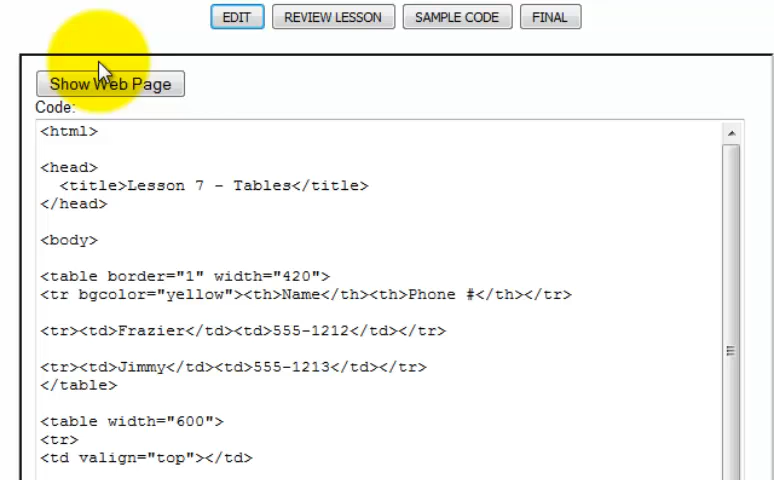 EDIT REVIEW LESSON SAMPLE CODE FINAL
Show Web Page
Code:
<html>
<head>
<title>Lesson 7 - Tables</title>
</head>
<body>
<table border="1" width="420">
<tr bgcolor="yellow"><th>Name</th><th>Phone #</th></tr>
<tr><td>Frazier</td><td>555-1212</td></tr>
<tr><td>Jimmy</td><td>555-1213</td></tr>
</table>
<table width="600">
<tr>
<td valign="top"></td>